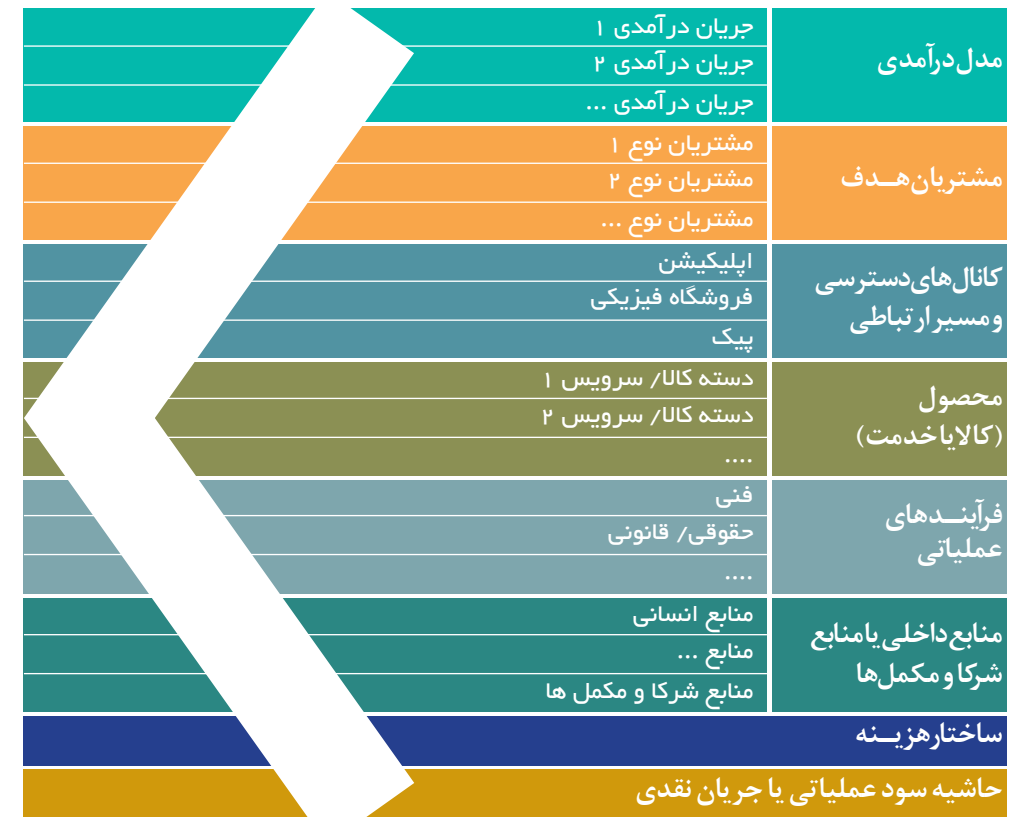 مدل درآمدی
جریان درآمدی ۱
جریان درآمدی ۲
جریان درآمدی ...
مشتریان هــدف
مشتریان نوع ۱
مشتریان نوع ۲
مشتریان نوع ...
کانال‌های دسترسی
و مسیر ارتباطی
اپلیکیشن
فروشگاه فیزیکی
پیک
محصول
(کالا یا خدمت)
دسته کالا/ سرویس ۱
دسته کالا/ سرویس ۲
....
فرآینــدهای
عملیاتی
فنی
حقوقی/ قانونی
....
منابع داخلی یا منابع
شرکا و مکمل‌ها
منابع انسانی
منابع ...
منابع شرکا و مکمل ها
ساختار هزیــنه
حاشیه سود عملیاتی یا جریان نقدی